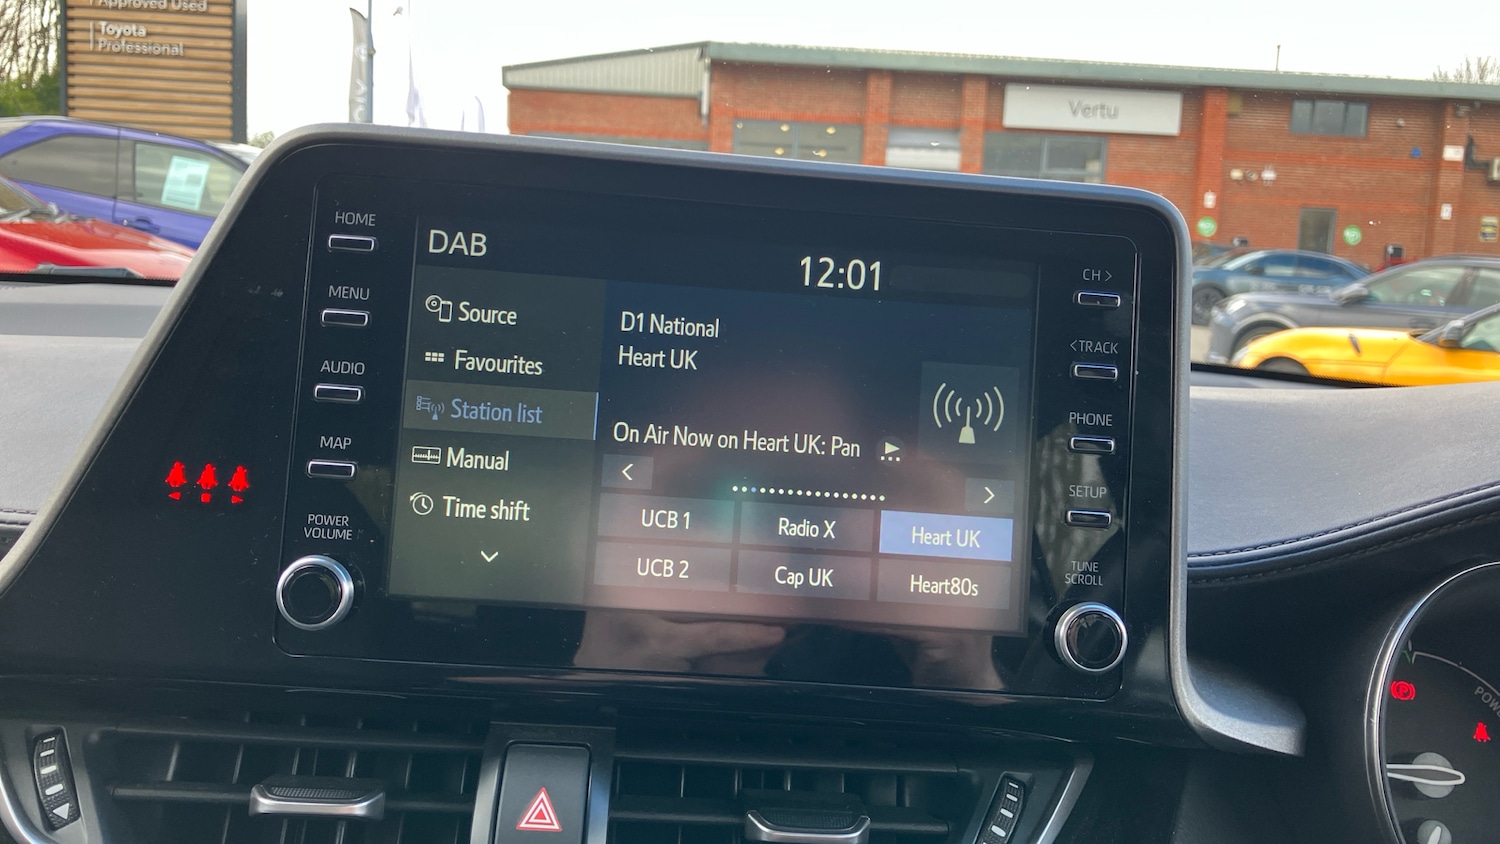 Approved Used
Toyota
Professional
Vertu
HOME
MENU
AUDIO
MAP
POWER
VOLUME
DAB
12:01
Source
Favourites
Station list
Manual
Time shift
D1 National
Heart UK
On Air Now on Heart UK: Pan
UCB 1
Radio X
Heart UK
UCB 2
Cap UK
Heart80s
CH >
<TRACK
PHONE
SETUP
TUNE
SCROLL
P